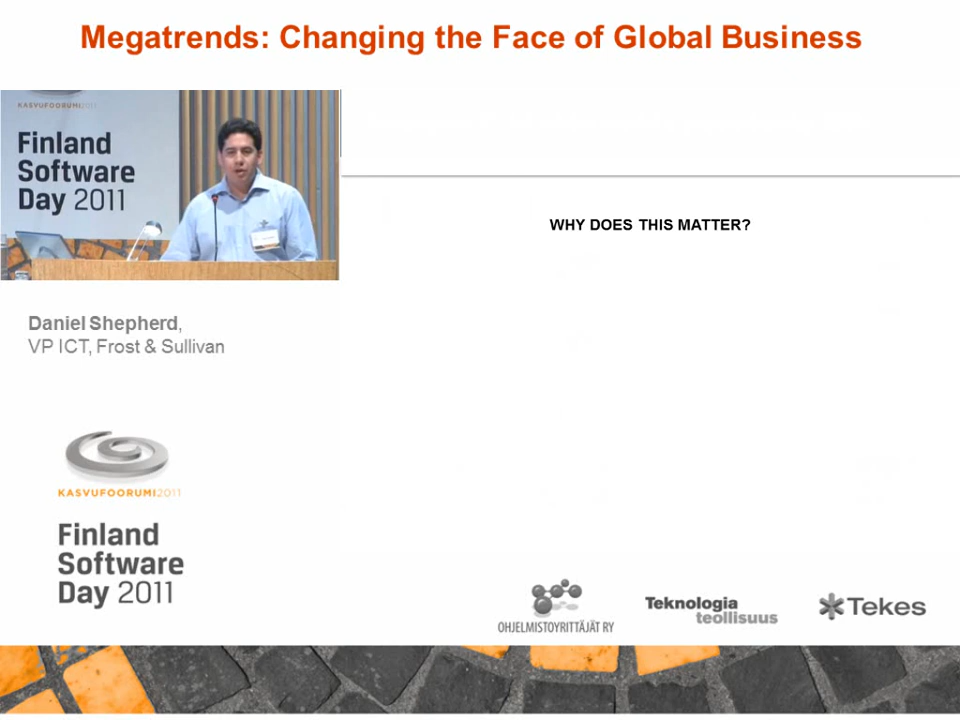 Megatrends: Changing the Face of Global Business
KASVUFOORUMI2011
Finland
Software
Day 2011
WHY DOES THIS MATTER?
Daniel Shepherd,
VP ICT, Frost & Sullivan
KASVUFOORUMI2011
Finland
Software
Day 2011
OHJELMISTOYRITTÄJÄT RY
Teknologia
teollisuus
Tekes